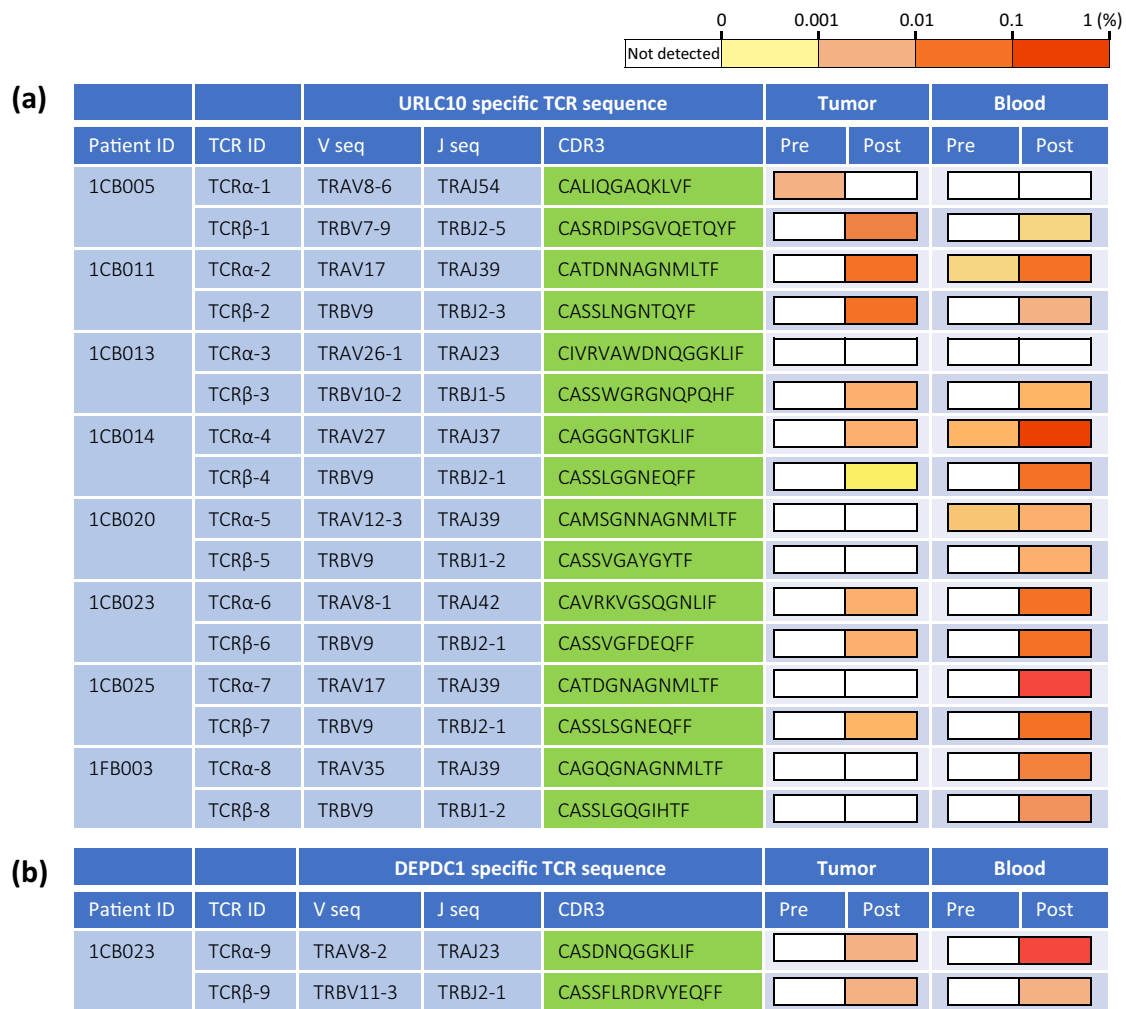 0 0.001 0.01 0.1 1 (%)
Not detected
(a)
URLC10 specific TCR sequence Tumor Blood
Patient ID TCR ID V seq J seq CDR3 Pre Post Pre Post
1CB005 TCRα-1 TRAV8-6 TRAJ54 CALIQGAQKLVF
TCRβ-1 TRBV7-9 TRBJ2-5 CASRDIPSGVQETQYF
1CB011 TCRα-2 TRAV17 TRAJ39 CATDNNAGNMLTF
TCRβ-2 TRBV9 TRBJ2-3 CASSLNGNTQYF
1CB013 TCRα-3 TRAV26-1 TRAJ23 CIVRVAWDNQGGKLIF
TCRβ-3 TRBV10-2 TRBJ1-5 CASSWGRGNQPQHF
1CB014 TCRα-4 TRAV27 TRAJ37 CAGGGNTGKLIF
TCRβ-4 TRBV9 TRBJ2-1 CASSLGGNEQFF
1CB020 TCRα-5 TRAV12-3 TRAJ39 CAMSGNNAGNMLTF
TCRβ-5 TRBV9 TRBJ1-2 CASSVGAYGYTF
1CB023 TCRα-6 TRAV8-1 TRAJ42 CAVRKVGSQGNLIF
TCRβ-6 TRBV9 TRBJ2-1 CASSVGFDEQFF
1CB025 TCRα-7 TRAV17 TRAJ39 CATDGNAGNMLTF
TCRβ-7 TRBV9 TRBJ2-1 CASSLSGNEQFF
1FB003 TCRα-8 TRAV35 TRAJ39 CAGQGNAGNMLTF
TCRβ-8 TRBV9 TRBJ1-2 CASSLGQGIHTF
(b)
DEPDC1 specific TCR sequence Tumor Blood
Patient ID TCR ID V seq J seq CDR3 Pre Post Pre Post
1CB023 TCRα-9 TRAV8-2 TRAJ23 CASDNQGGKLIF
TCRβ-9 TRBV11-3 TRBJ2-1 CASSFLRDRVYEQFF